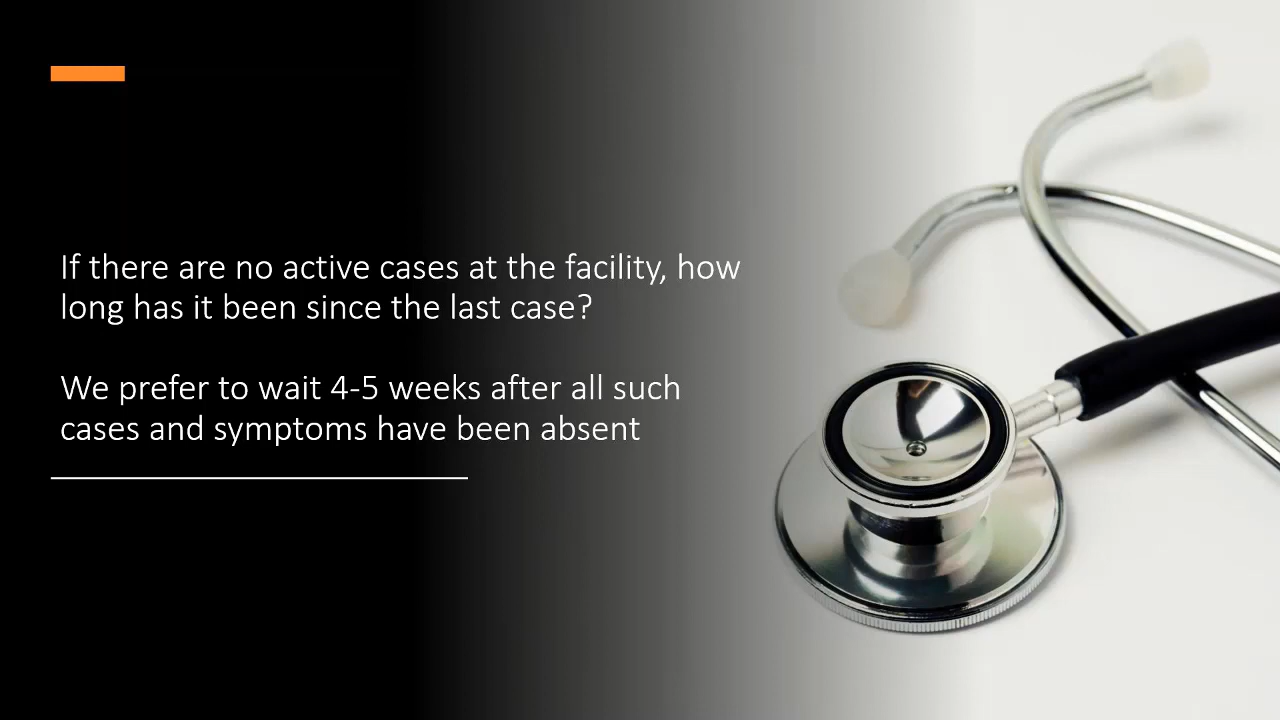 If there are no active cases at the facility, how
long has it been since the last case?
We prefer to wait 4-5 weeks after all such
cases and symptoms have been absent